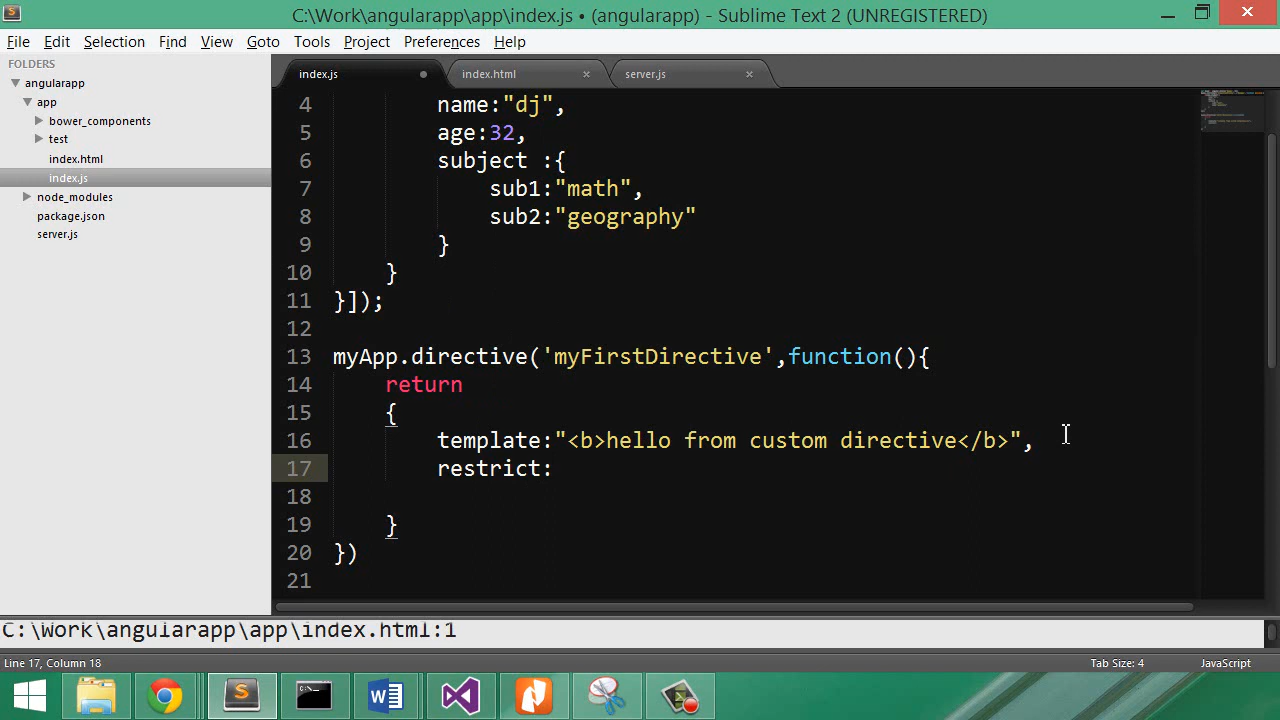 C:\Work\angularapp\app\index.js • (angularapp) - Sublime Text 2 (UNREGISTERED)
File Edit Selection Find View Goto Tools Project Preferences Help
FOLDERS
angularapp
app
bower_components
test
index.html
index.js
node_modules
package.json
server.js
index.js index.html server.js
4 name:"dj",
5 age:32,
6 subject :{
7 sub1:"math",
8 sub2:"geography"
9 }
10 }
11 }]);
12
13 myApp.directive('myFirstDirective',function(){
14 return
15 {
16 template:"<b>hello from custom directive</b>",
17 restrict:
18
19 }
20 })
21
C:\Work\angularapp\app\index.html:1
Line 17, Column 18 Tab Size: 4 JavaScript